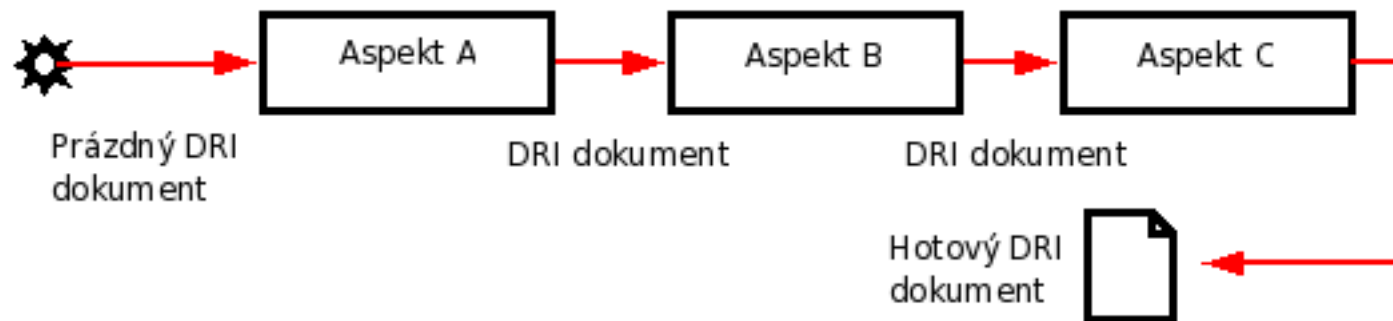 Aspekt A
Aspekt B
Aspekt C
Prázdný DRI
dokument
DRI dokument
DRI dokument
Hotový DRI
dokument